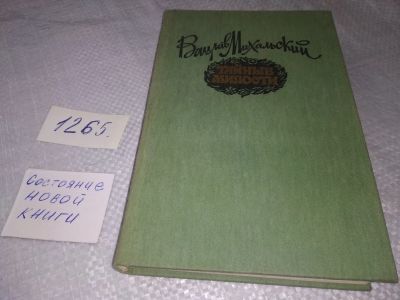 Вацлав Михальский
ТАЙНЫЕ
МИЛОСТИ
1265.
Состояние
новой
книги